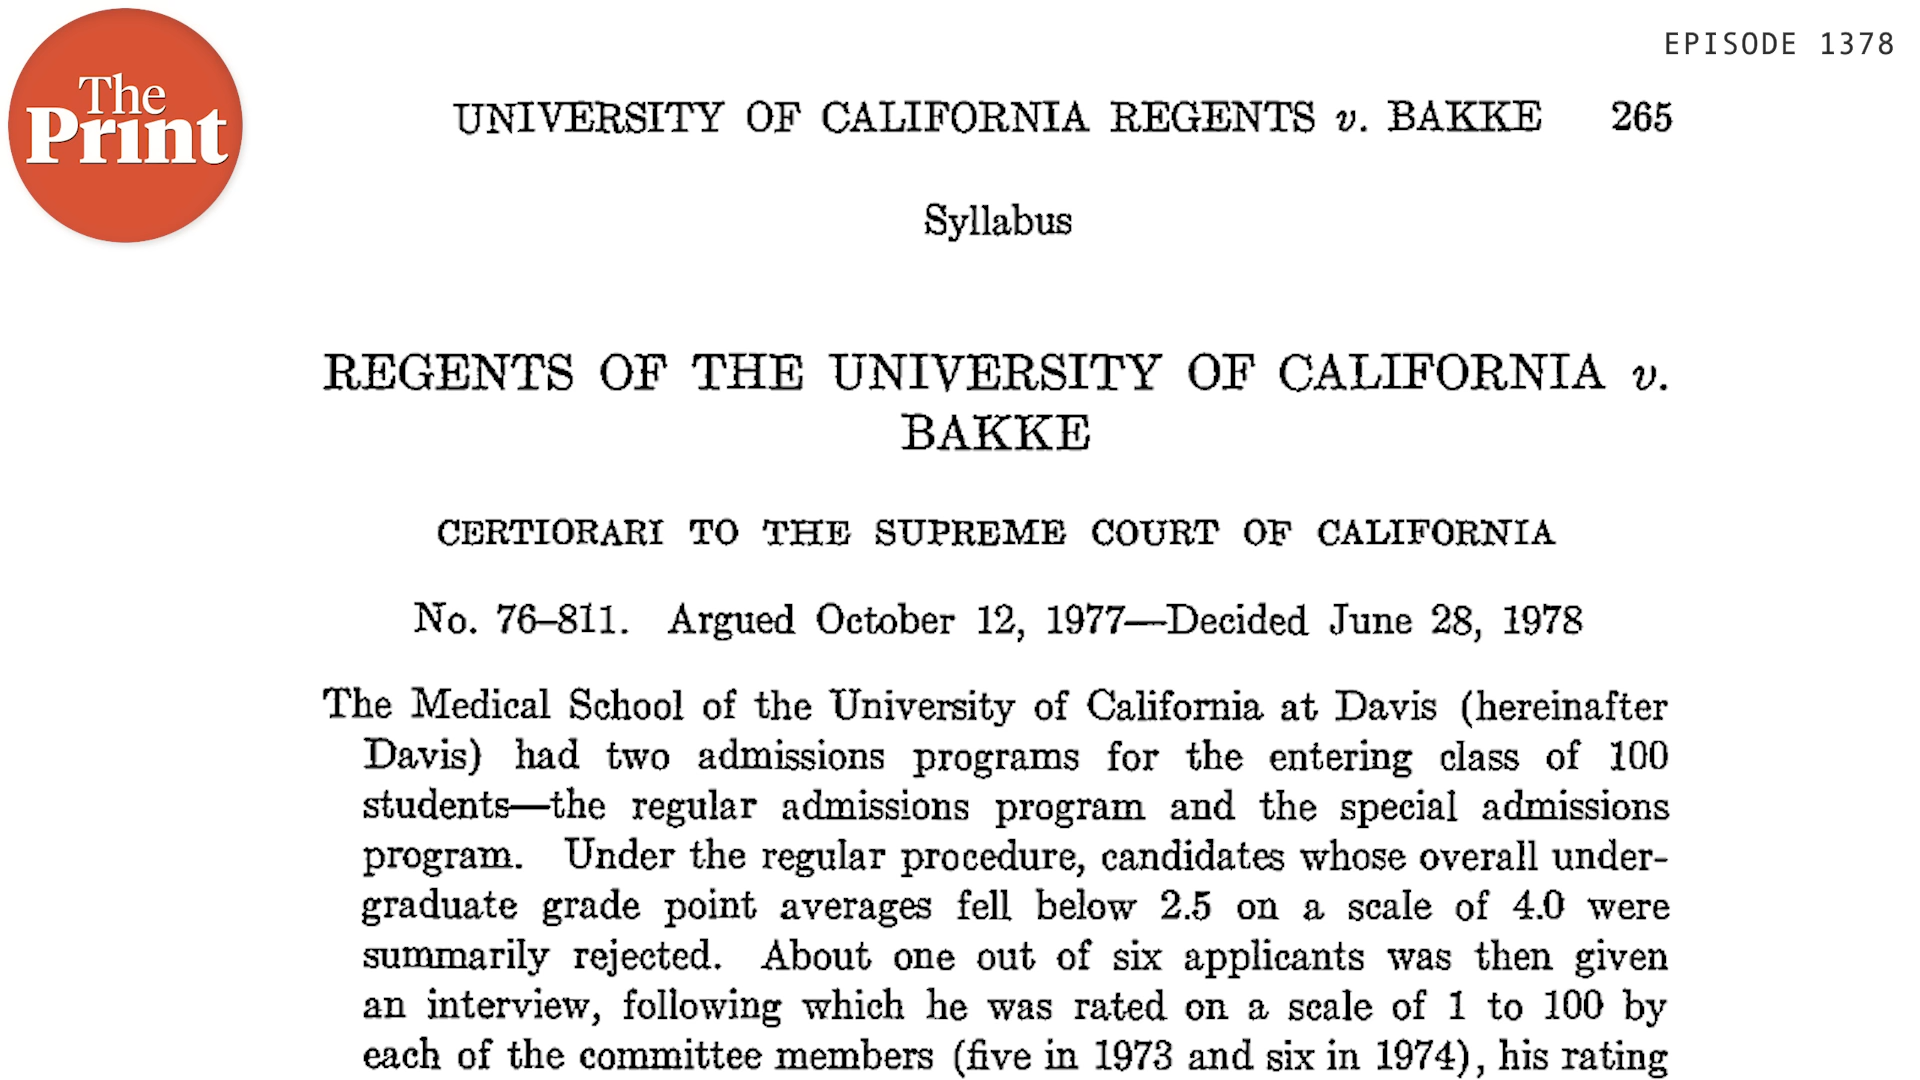 The
Print
EPISODE 1378
UNIVERSITY OF CALIFORNIA REGENTS v. BAKKE 265
Syllabus
REGENTS OF THE UNIVERSITY OF CALIFORNIA v.
BAKKE
CERTIORARI TO THE SUPREME COURT OF CALIFORNIA
No. 76–811. Argued October 12, 1977—Decided June 28, 1978
The Medical School of the University of California at Davis (hereinafter
Davis) had two admissions programs for the entering class of 100
students—the regular admissions program and the special admissions
program. Under the regular procedure, candidates whose overall under-
graduate grade point averages fell below 2.5 on a scale of 4.0 were
summarily rejected. About one out of six applicants was then given
an interview, following which he was rated on a scale of 1 to 100 by
each of the committee members (five in 1973 and six in 1974), his rating